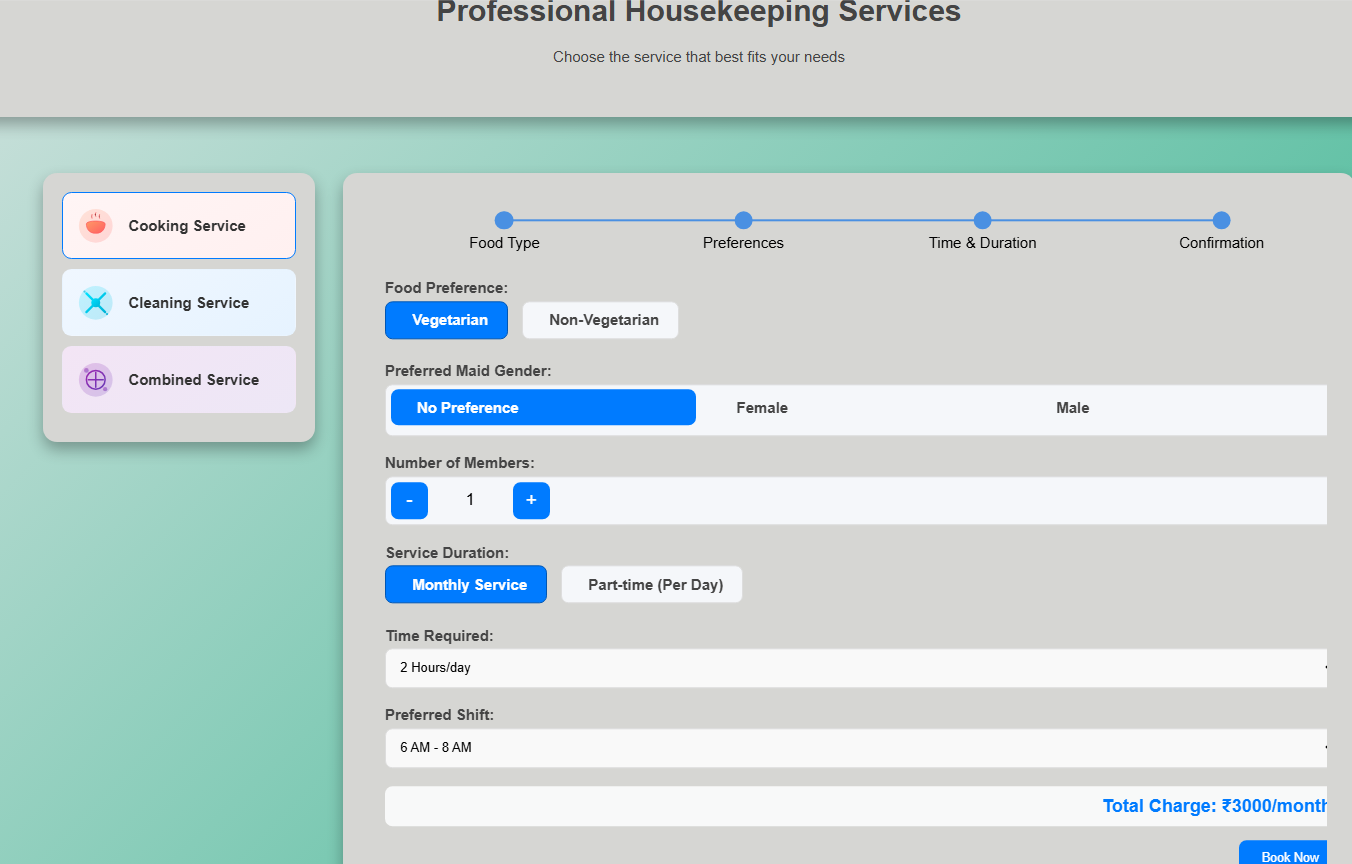 Professional Housekeeping Services
Choose the service that best fits your needs
Cooking Service
Cleaning Service
Combined Service
Food Type
Preferences
Time & Duration
Confirmation
Food Preference:
Vegetarian
Non-Vegetarian
Preferred Maid Gender:
No Preference
Female
Male
Number of Members:
- 1 +
Service Duration:
Monthly Service
Part-time (Per Day)
Time Required:
2 Hours/day
Preferred Shift:
6 AM - 8 AM
Total Charge: ₹3000/month
Book Now